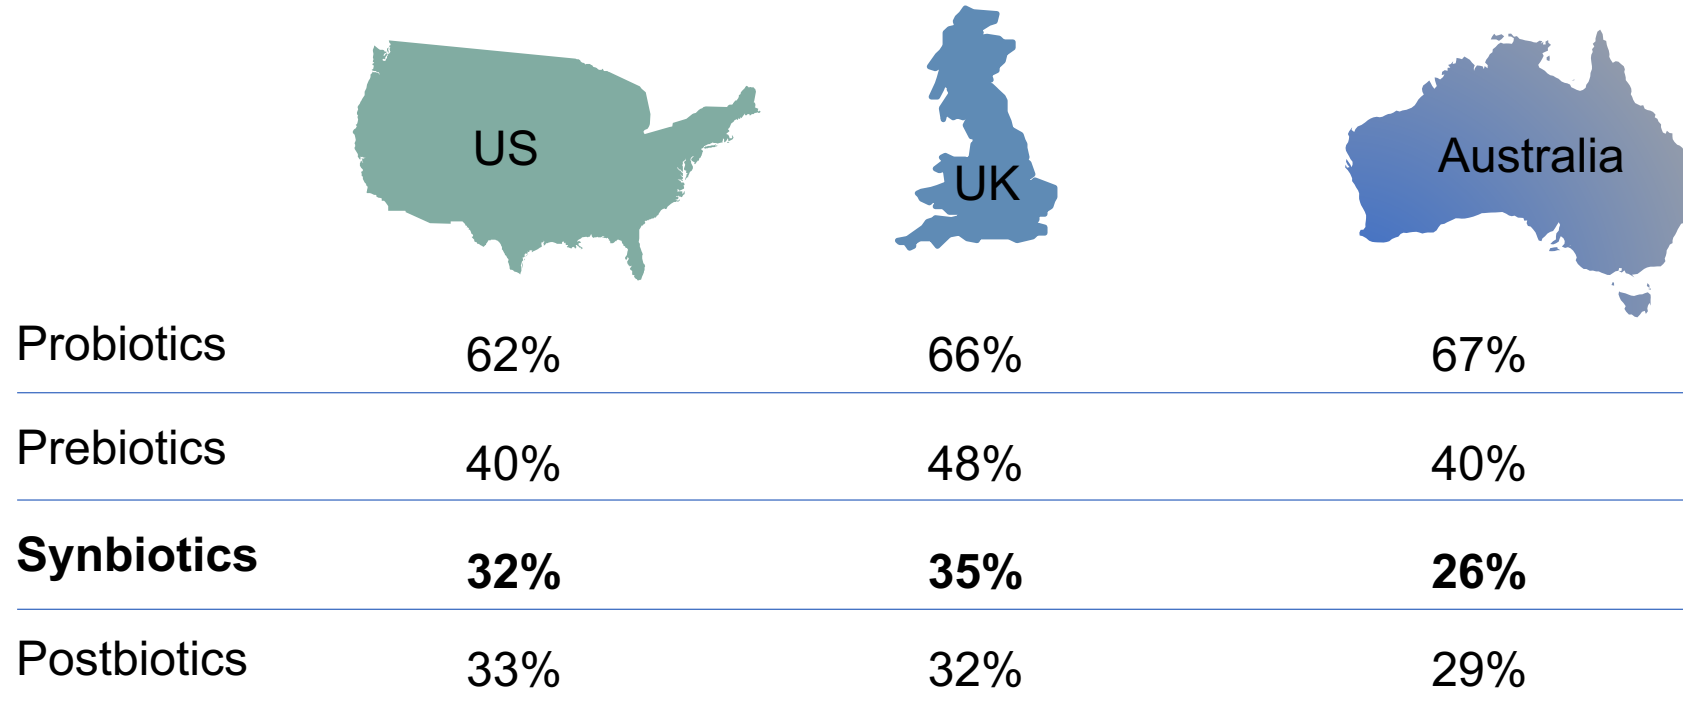 US
UK
Australia
Probiotics 62% 66% 67%
Prebiotics 40% 48% 40%
Synbiotics 32% 35% 26%
Postbiotics 33% 32% 29%